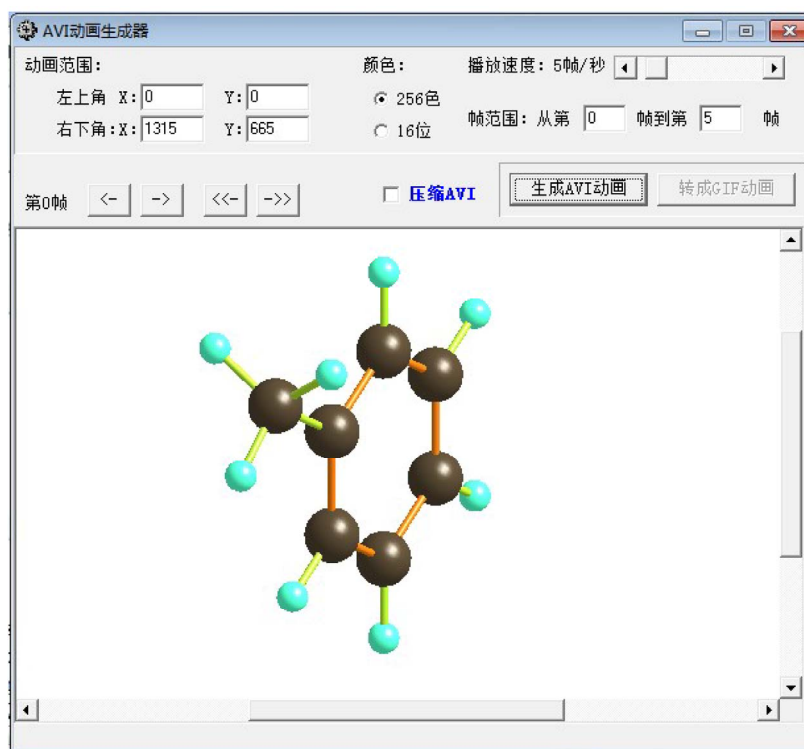 AVI动画生成器
动画范围: 颜色: 播放速度: 5帧/秒
左上角 X: 0 Y: 0 256色
帧范围: 从第 0 帧到第 5 帧
右下角:X: 1315 Y: 665 16位
第0帧 <- -> <<- ->> 压缩AVI 生成AVI动画 转成GIF动画